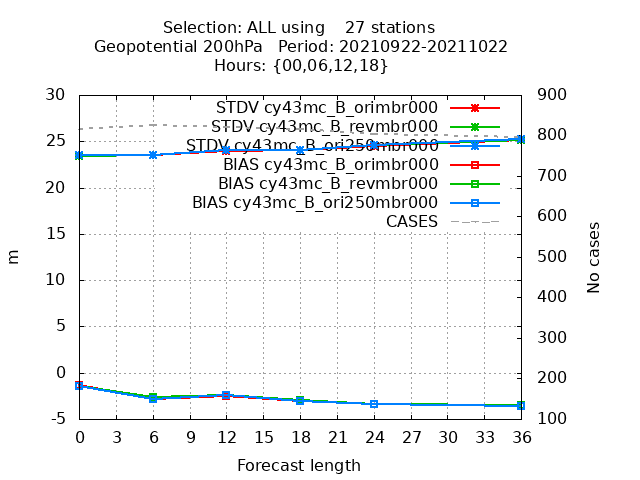 Selection: ALL using    27 stations
Geopotential 200hPa   Period: 20210922-20211022
Hours: {00,06,12,18}
30
25
20
15
10
5
0
-5
900
800
700
600
500
400
300
200
100
STDV cy43mc_B_orimbr000
STDV cy43mc_B_revmbr000
STDV cy43mc_B_ori250mbr000
BIAS cy43mc_B_orimbr000
BIAS cy43mc_B_revmbr000
BIAS cy43mc_B_ori250mbr000
CASES
m
No cases
0 3 6 9 12 15 18 21 24 27 30 33 36
Forecast length